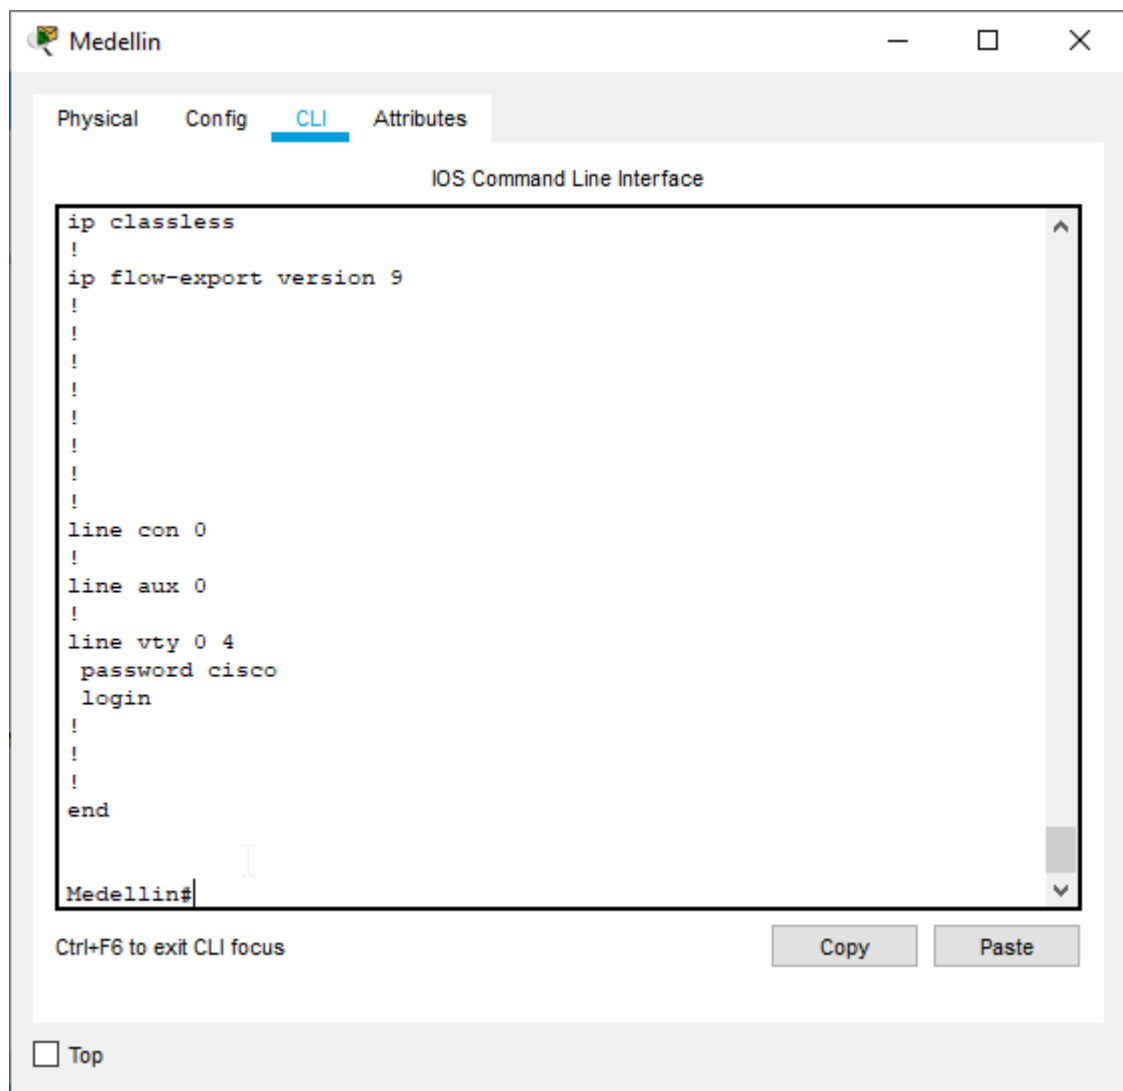 Medellin
Physical Config CLI Attributes
IOS Command Line Interface
ip classless
!
ip flow-export version 9
!
!
!
!
!
!
!
!
line con 0
!
line aux 0
!
line vty 0 4
 password cisco
 login
!
!
!
end
Medellin#
Ctrl+F6 to exit CLI focus
Copy Paste
Top